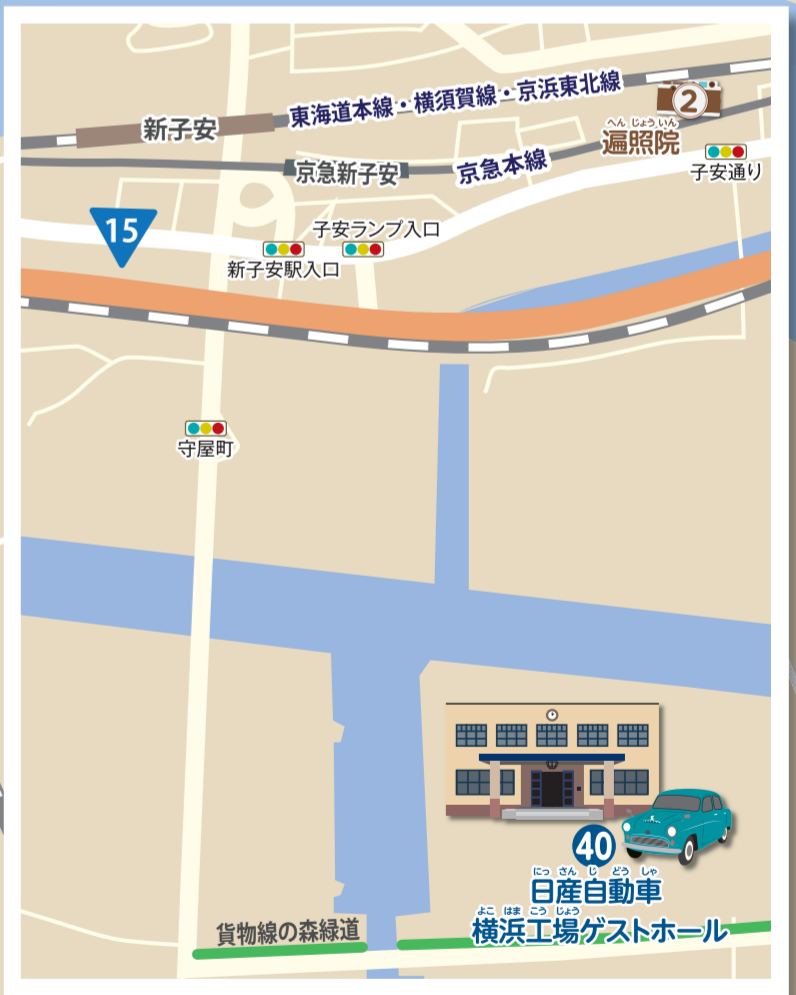 東海道本線・横須賀線・京浜東北線
2
新子安
へんじょういん
遍照院
京急新子安
京急本線
子安通り
15
子安ランプ入口
新子安駅入口
守屋町
40
にっさんじどうしゃ
日産自動車
よこはまこうじょう
横浜工場ゲストホール
貨物線の森緑道